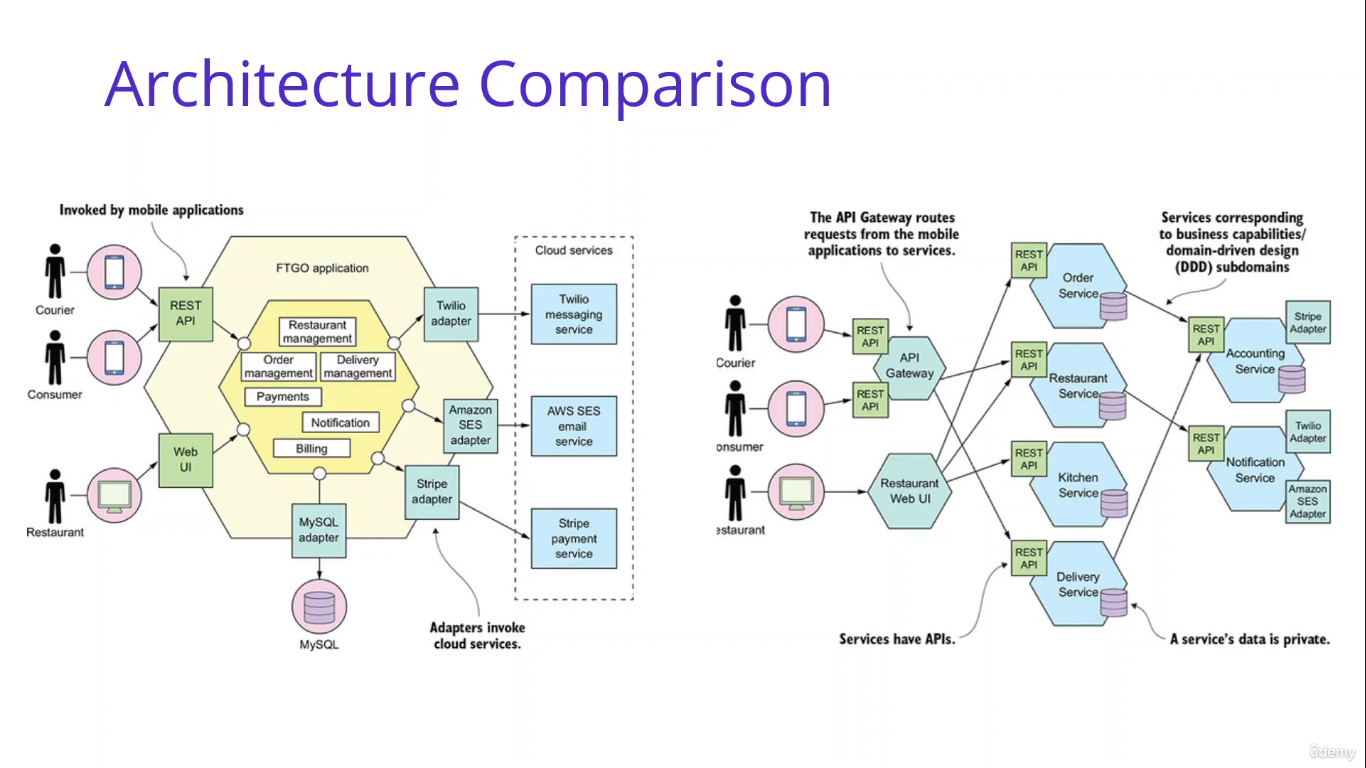 Architecture Comparison
Invoked by mobile applications
Courier
Consumer
Restaurant
REST
API
Web
UI
FTGO application
Restaurant
management
Order
management
Delivery
management
Payments
Notification
Billing
Twilio
adapter
Amazon
SES
adapter
Stripe
adapter
MySQL
adapter
MySQL
Cloud services
Twilio
messaging
service
AWS SES
email
service
Stripe
payment
service
Adapters invoke
cloud services.
The API Gateway routes
requests from the mobile
applications to services.
Services corresponding
to business capabilities/
domain-driven design
(DDD) subdomains
Courier
onsumer
estaurant
REST
API
REST
API
API
Gateway
Restaurant
Web UI
REST
API
Order
Service
REST
API
Restaurant
Service
REST
API
Kitchen
Service
REST
API
Delivery
Service
REST
API
Accounting
Service
Stripe
Adapter
REST
API
Notification
Service
Twilio
Adapter
Amazon
SES
Adapter
Services have APIs.
A service's data is private.
ûdemy